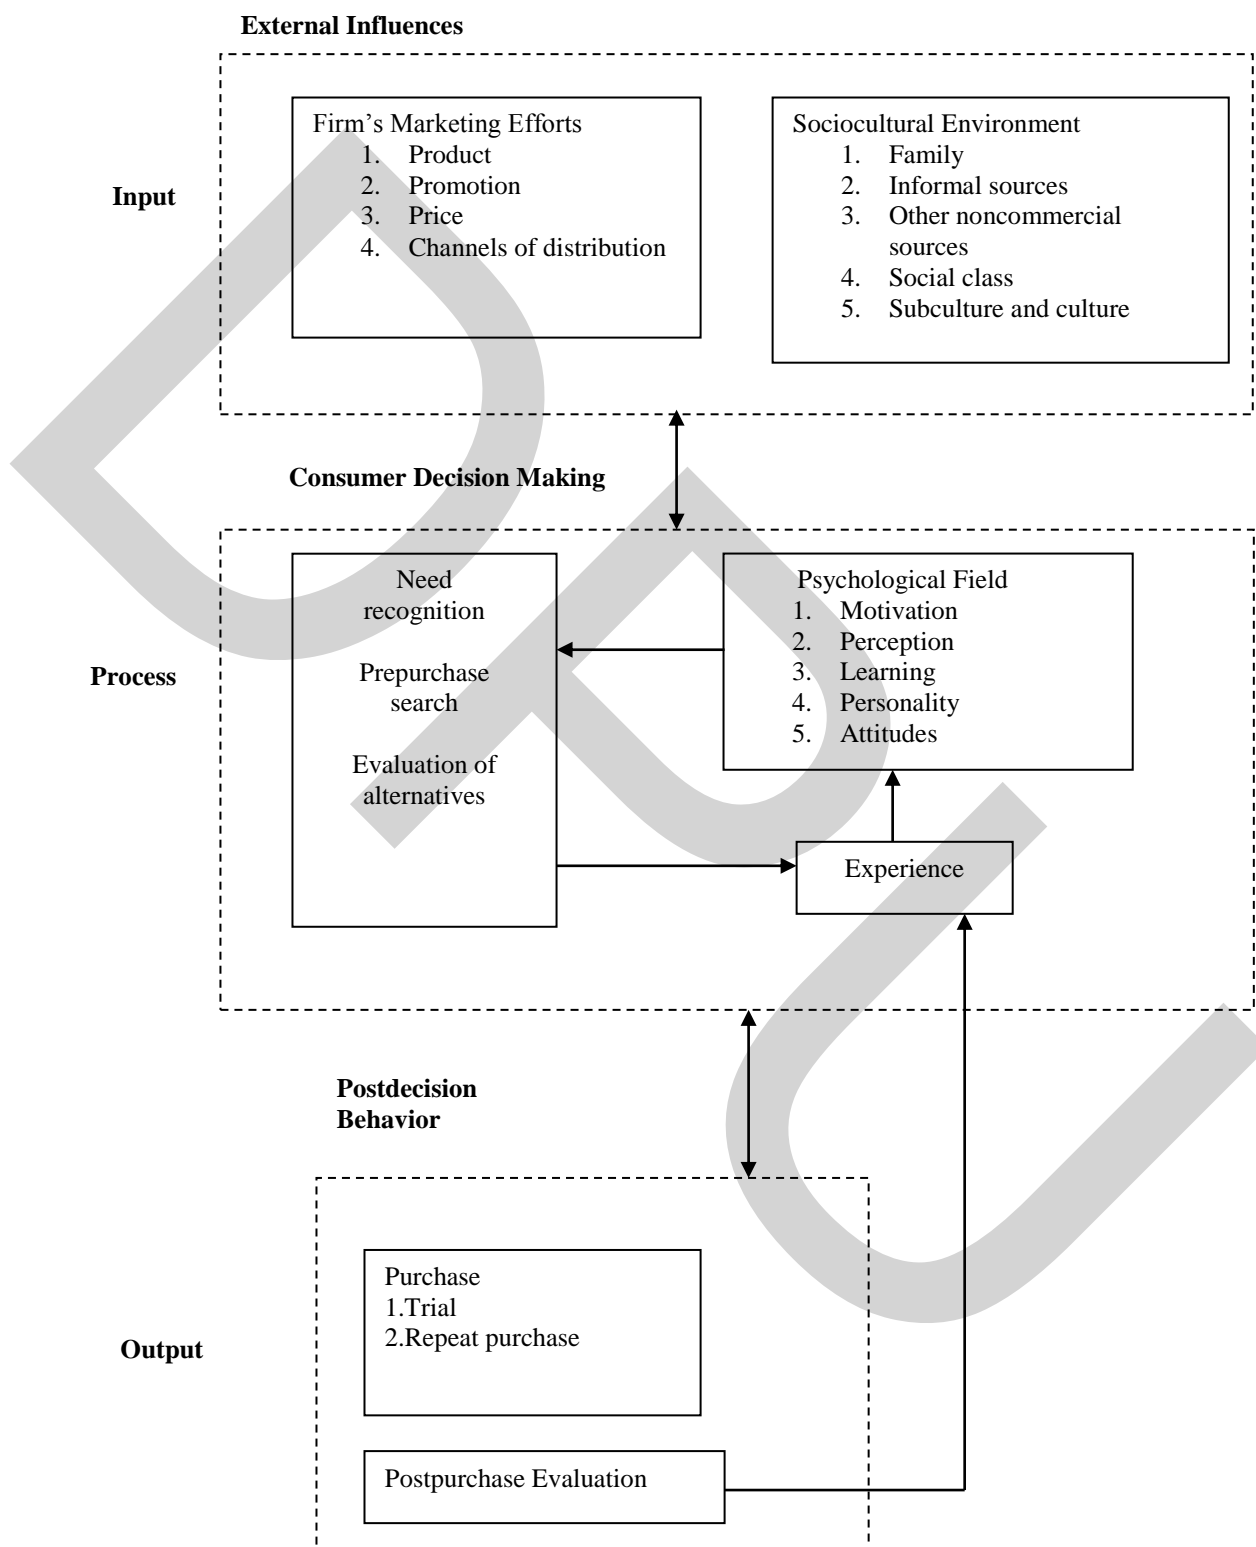 External Influences
Input
Firm's Marketing Efforts
1. Product
2. Promotion
3. Price
4. Channels of distribution
Sociocultural Environment
1. Family
2. Informal sources
3. Other noncommercial
sources
4. Social class
5. Subculture and culture
Consumer Decision Making
Process
Need
recognition
Prepurchase
search
Evaluation of
alternatives
Psychological Field
1. Motivation
2. Perception
3. Learning
4. Personality
5. Attitudes
Experience
Postdecision
Behavior
Output
Purchase
1.Trial
2.Repeat purchase
Postpurchase Evaluation
DPU